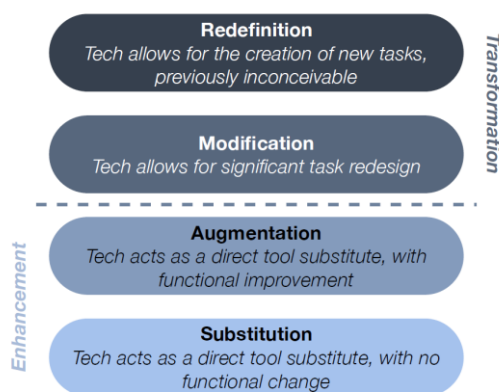 Redefinition
Tech allows for the creation of new tasks,
previously inconceivable
Transformation
Modification
Tech allows for significant task redesign
Enhancement
Augmentation
Tech acts as a direct tool substitute, with
functional improvement
Substitution
Tech acts as a direct tool substitute, with no
functional change